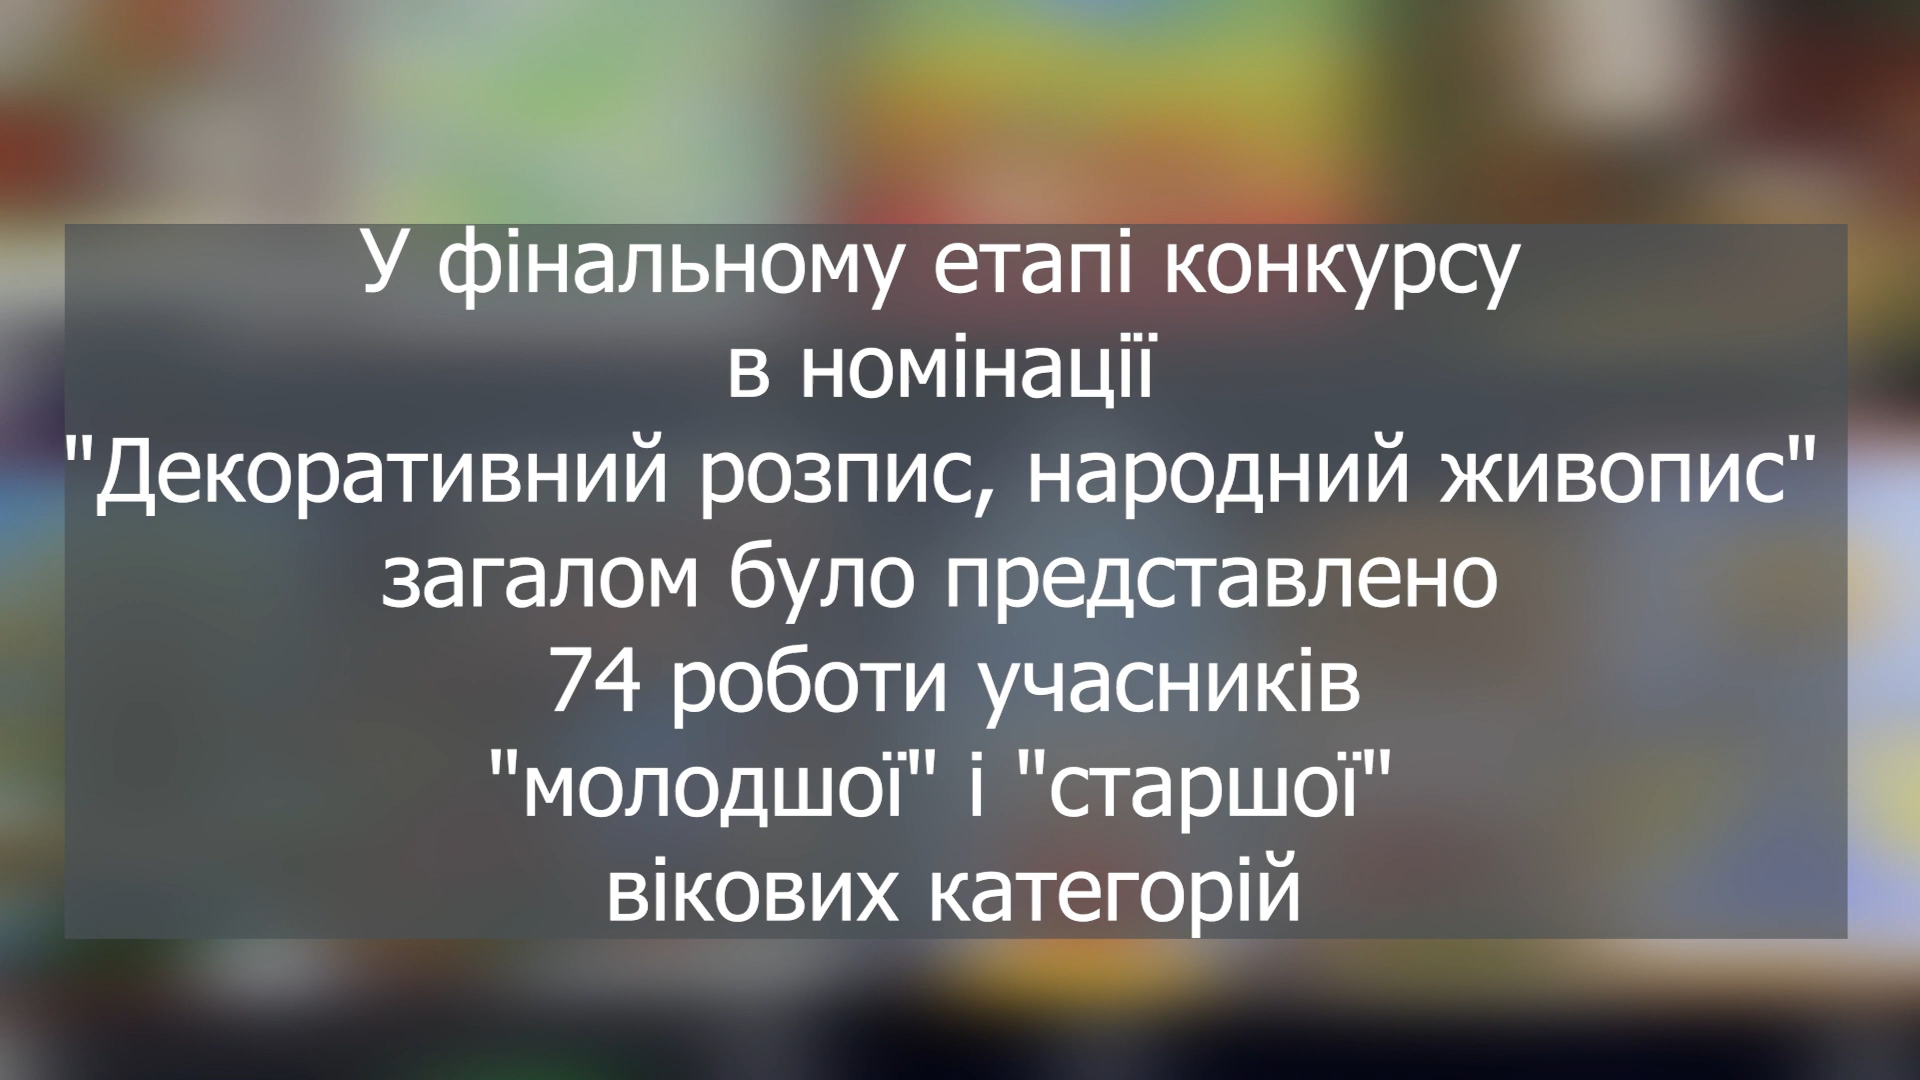 У фінальному етапі конкурсу
в номінації
"Декоративний розпис, народний живопис"
загалом було представлено
74 роботи учасників
"молодшої" і "старшої"
вікових категорій